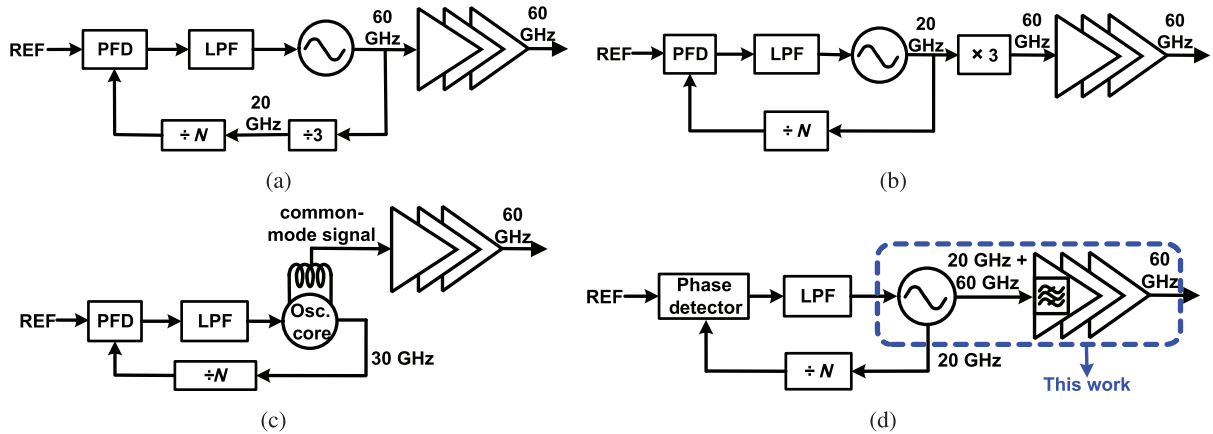 REF
PFD
LPF
60
GHz
60
GHz
20
GHz
÷ N
÷3
(a)
REF
PFD
LPF
20
GHz
× 3
60
GHz
60
GHz
÷ N
(b)
common-
mode signal
60
GHz
REF
PFD
LPF
Osc.
core
30 GHz
÷N
(c)
REF
Phase
detector
LPF
20 GHz +
60 GHz
60
GHz
20 GHz
÷ N
This work
(d)